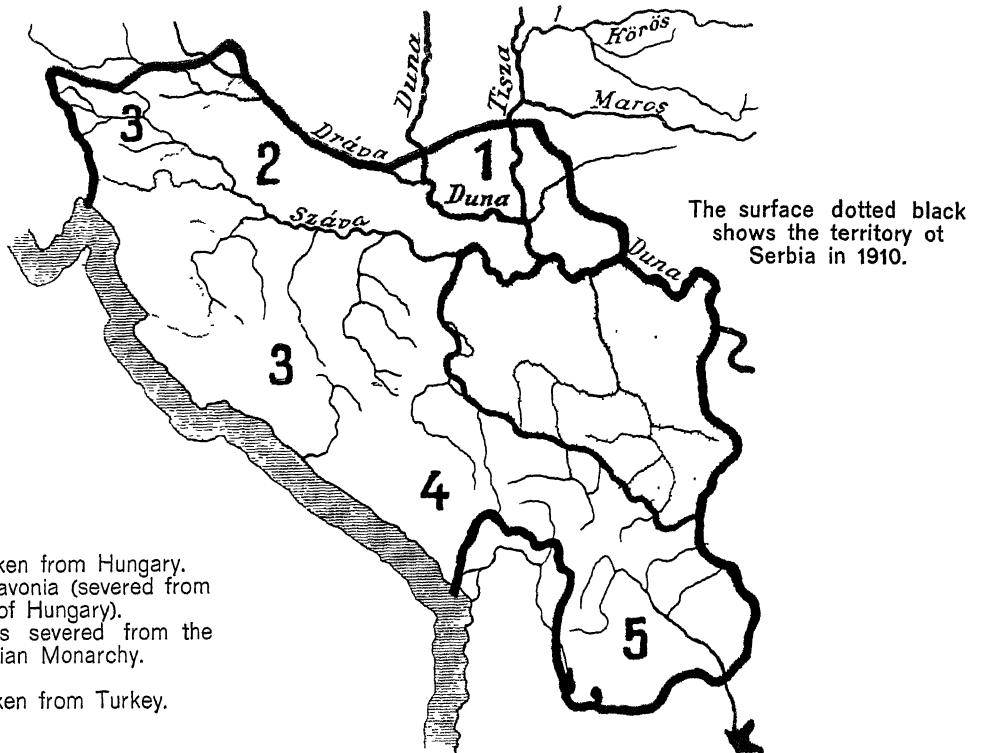 Körös
Duna
Tisza
Maros
3
Dráva
1
2
Duna
Száva
The surface dotted black
shows the territory ot
Serbia in 1910.
Duna
3
4
ken from Hungary.
avonia (severed from
of Hungary).
s severed from the
ian Monarchy.
ken from Turkey.
5